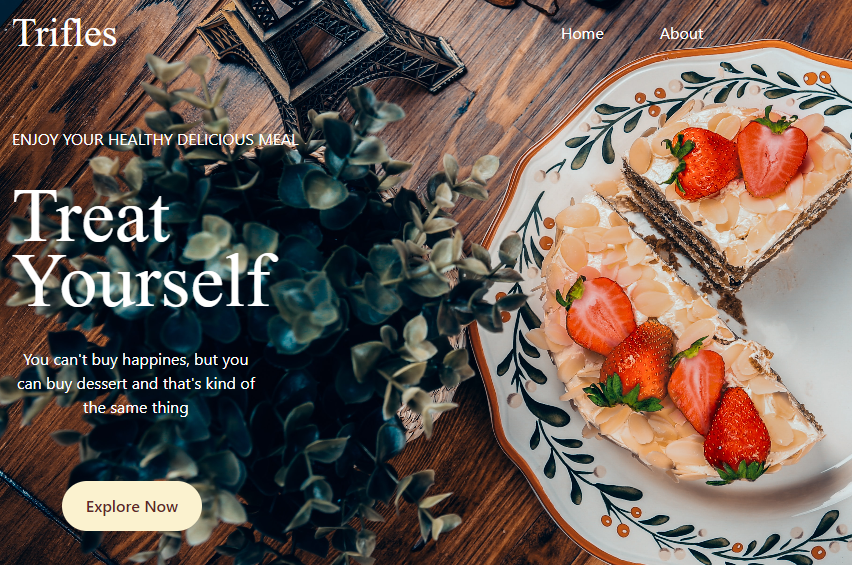 Trifles
Home
About
ENJOY YOUR HEALTHY DELICIOUS MEAL
Treat
Yourself
You can't buy happines, but you
can buy dessert and that's kind of
the same thing
Explore Now